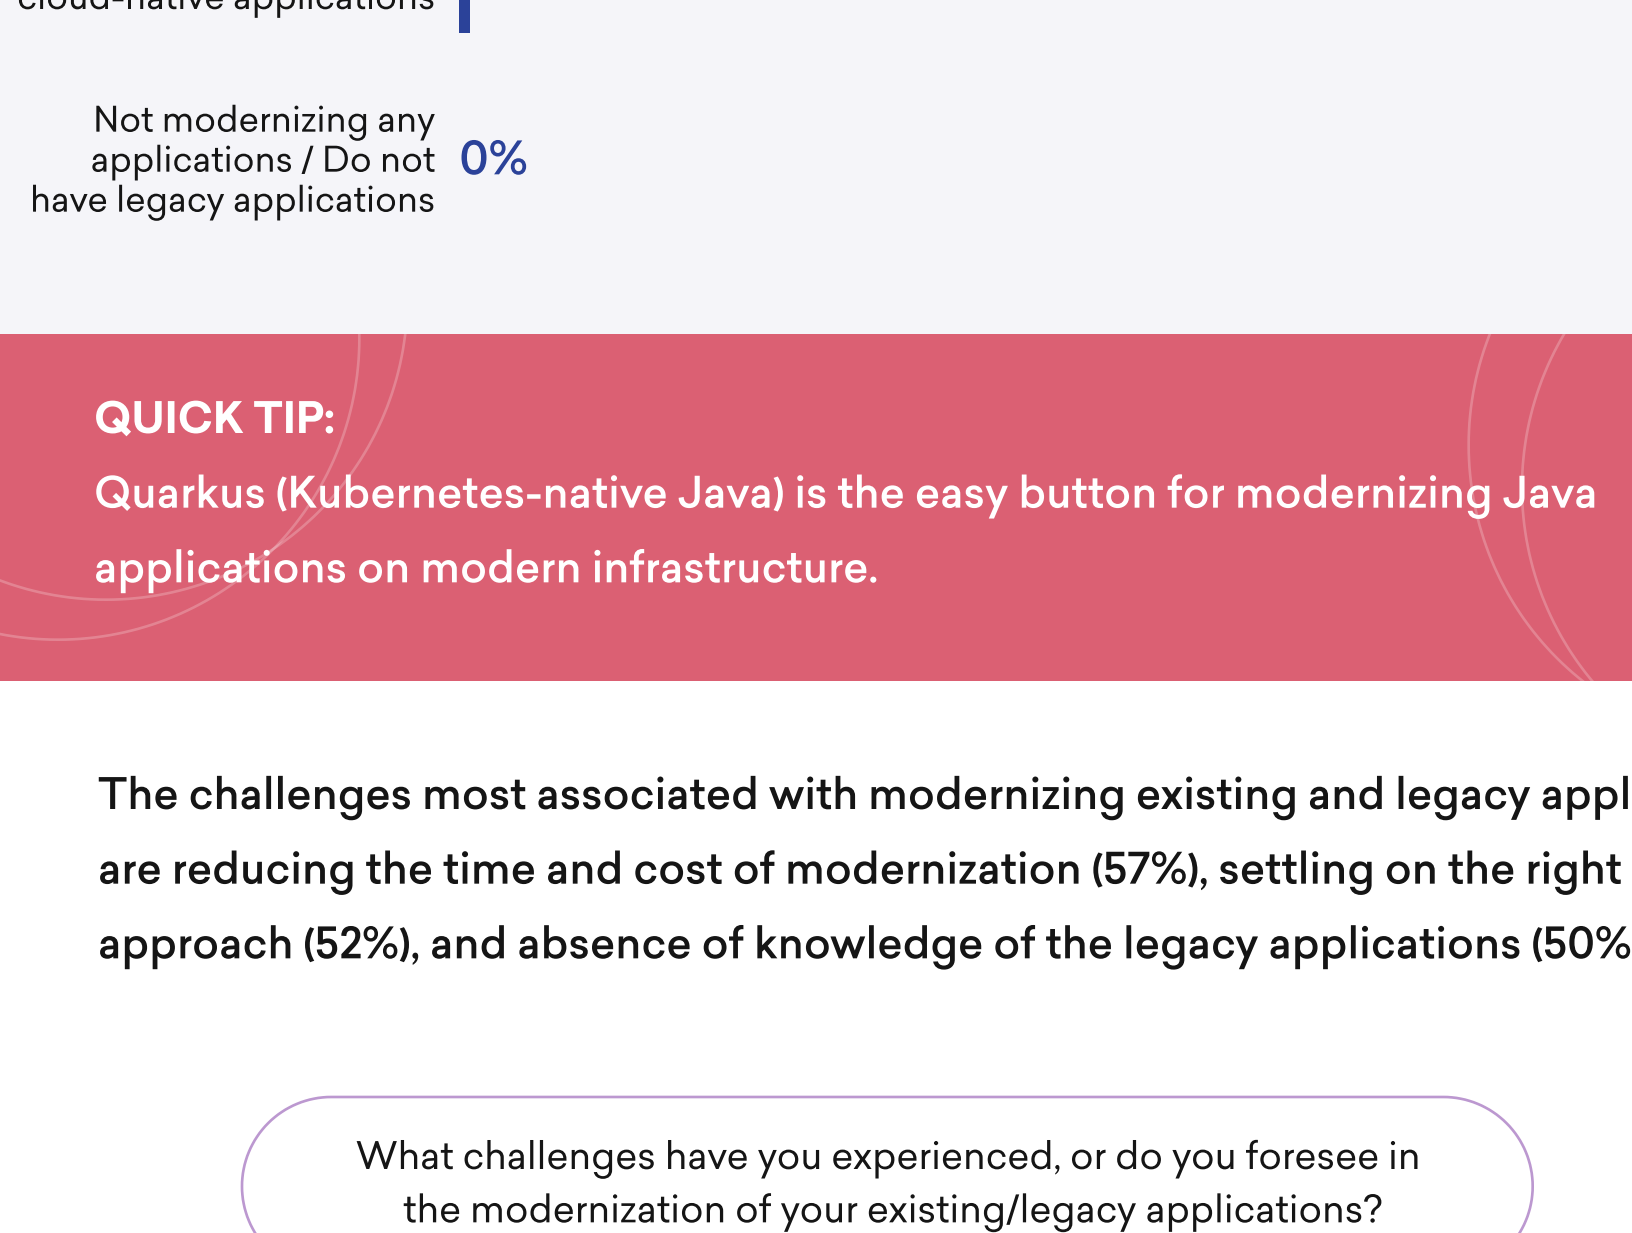 cloud-native applications
Not modernizing any
applications / Do not
have legacy applications
0%
QUICK TIP:
Quarkus (Kubernetes-native Java) is the easy button for modernizing Java
applications on modern infrastructure.
The challenges most associated with modernizing existing and legacy appl
are reducing the time and cost of modernization (57%), settling on the right
approach (52%), and absence of knowledge of the legacy applications (50%
What challenges have you experienced, or do you foresee in
the modernization of your existing/legacy applications?